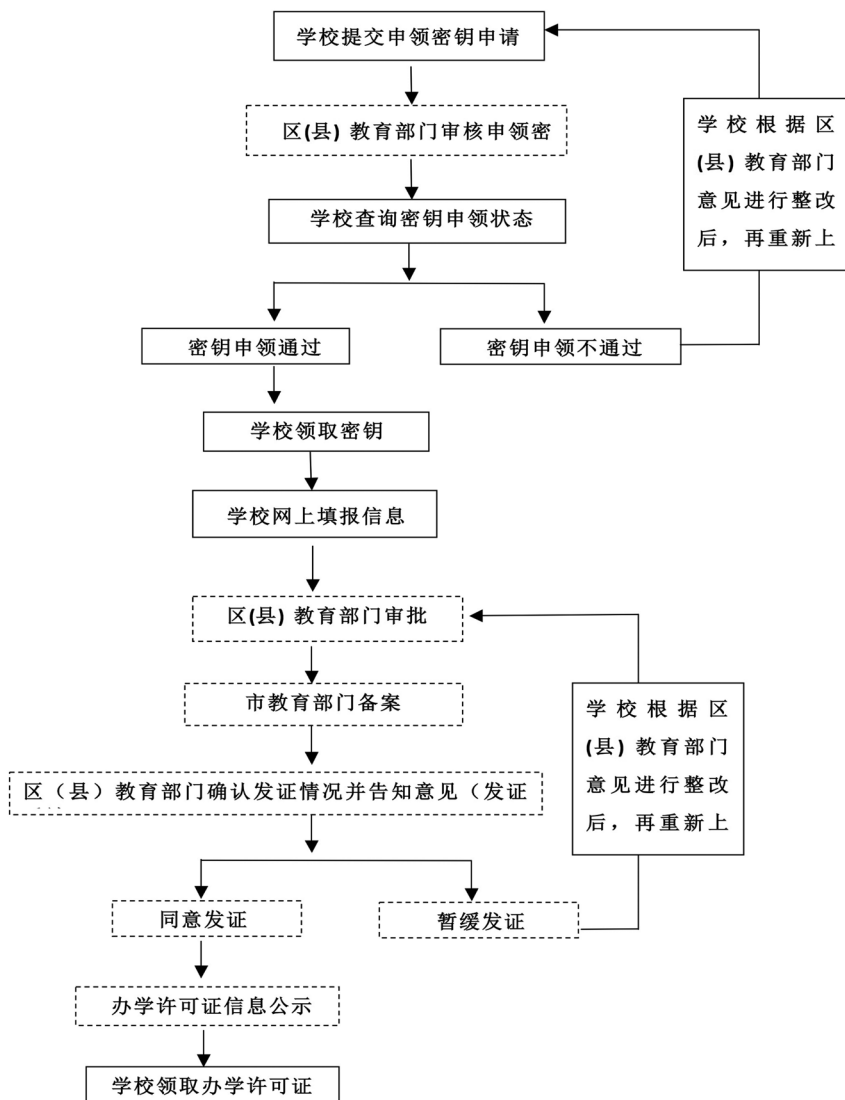 学校提交申领密钥申请
区(县) 教育部门审核申领密
学校查询密钥申领状态
密钥申领通过
密钥申领不通过
学校根据区
(县) 教育部门
意见进行整改
后，再重新上
学校领取密钥
学校网上填报信息
区(县) 教育部门审批
市教育部门备案
区（县）教育部门确认发证情况并告知意见（发证
学校根据区
(县) 教育部门
意见进行整改
后，再重新上
同意发证
暂缓发证
办学许可证信息公示
学校领取办学许可证